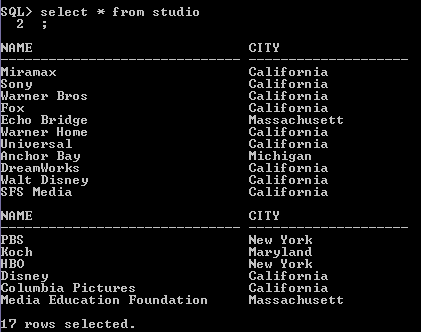 SQL> select * from studio
  2  ;
NAME                           CITY
------------------------------ --------------------
Miramax                        California
Sony                           California
Warner Bros                    California
Fox                            California
Echo Bridge                    Massachusett
Warner Home                    California
Universal                      California
Anchor Bay                     Michigan
DreamWorks                     California
Walt Disney                    California
SFS Media                      California
NAME                           CITY
------------------------------ --------------------
PBS                            New York
Koch                           Maryland
HBO                            New York
Disney                         California
Columbia Pictures              California
Media Education Foundation     Massachusett
17 rows selected.